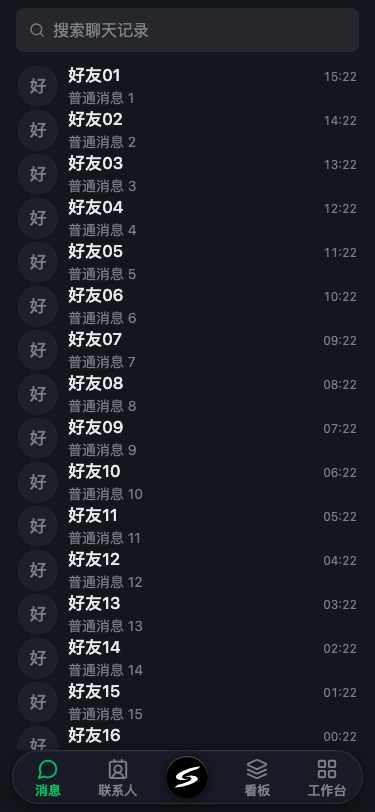 搜索聊天记录
好 好友01 15:22
普通消息 1
好 好友02 14:22
普通消息 2
好 好友03 13:22
普通消息 3
好 好友04 12:22
普通消息 4
好 好友05 11:22
普通消息 5
好 好友06 10:22
普通消息 6
好 好友07 09:22
普通消息 7
好 好友08 08:22
普通消息 8
好 好友09 07:22
普通消息 9
好 好友10 06:22
普通消息 10
好 好友11 05:22
普通消息 11
好 好友12 04:22
普通消息 12
好 好友13 03:22
普通消息 13
好 好友14 02:22
普通消息 14
好 好友15 01:22
普通消息 15
好 好友16 00:22
消息 联系人 看板 工作台